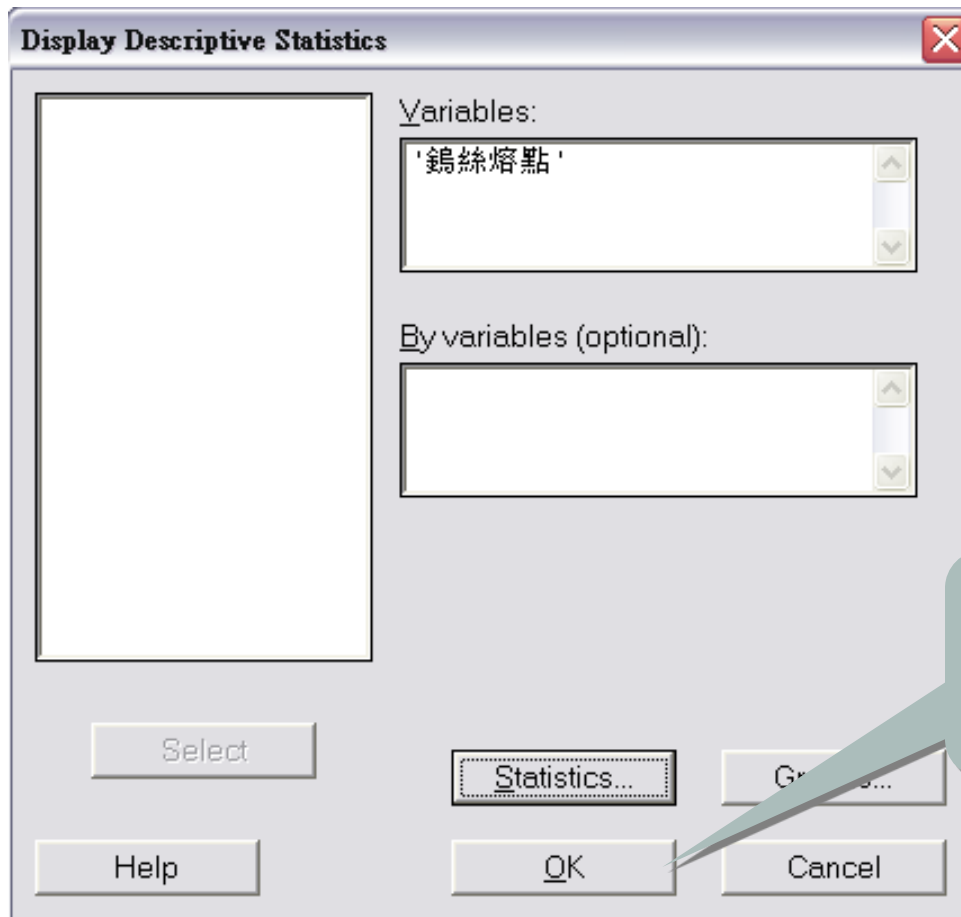 Display Descriptive Statistics
Variables:
'鎢絲熔點'
By variables (optional):
Select
Statistics...
Help
OK
Cancel